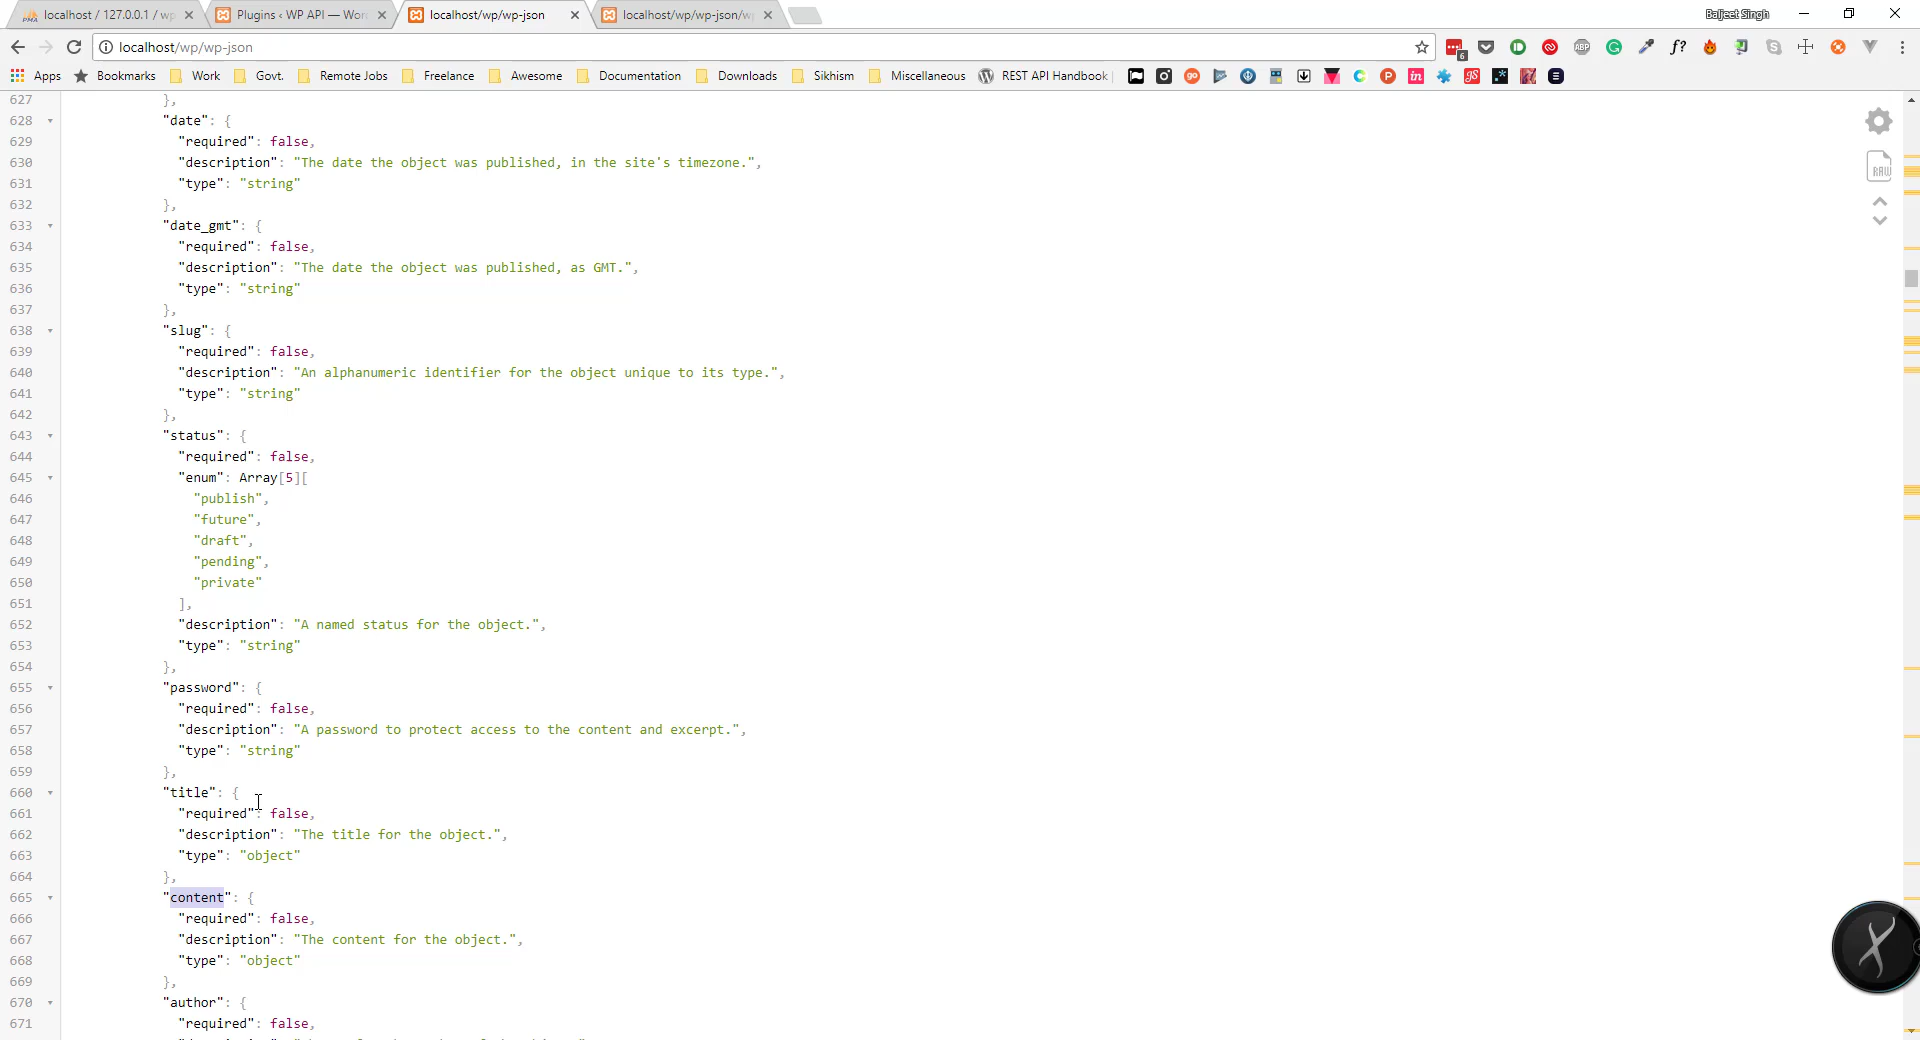 localhost / 127.0.0.1 / wp
Plugins ‹ WP API — Wor
localhost/wp/wp-json
localhost/wp/wp-json/w
Baljeet Singh
localhost/wp/wp-json
6
ABP
f?
Apps Bookmarks Work Govt. Remote Jobs Freelance Awesome Documentation Downloads Sikhism Miscellaneous REST API Handbook
627 },
628 "date": {
629 "required": false,
630 "description": "The date the object was published, in the site's timezone.",
631 "type": "string"
632 },
633 "date_gmt": {
634 "required": false,
635 "description": "The date the object was published, as GMT.",
636 "type": "string"
637 },
638 "slug": {
639 "required": false,
640 "description": "An alphanumeric identifier for the object unique to its type.",
641 "type": "string"
642 },
643 "status": {
644 "required": false,
645 "enum": Array[5][
646 "publish",
647 "future",
648 "draft",
649 "pending",
650 "private"
651 ],
652 "description": "A named status for the object.",
653 "type": "string"
654 },
655 "password": {
656 "required": false,
657 "description": "A password to protect access to the content and excerpt.",
658 "type": "string"
659 },
660 "title": {
661 "required": false,
662 "description": "The title for the object.",
663 "type": "object"
664 },
665 "content": {
666 "required": false,
667 "description": "The content for the object.",
668 "type": "object"
669 },
670 "author": {
671 "required": false,
RAW